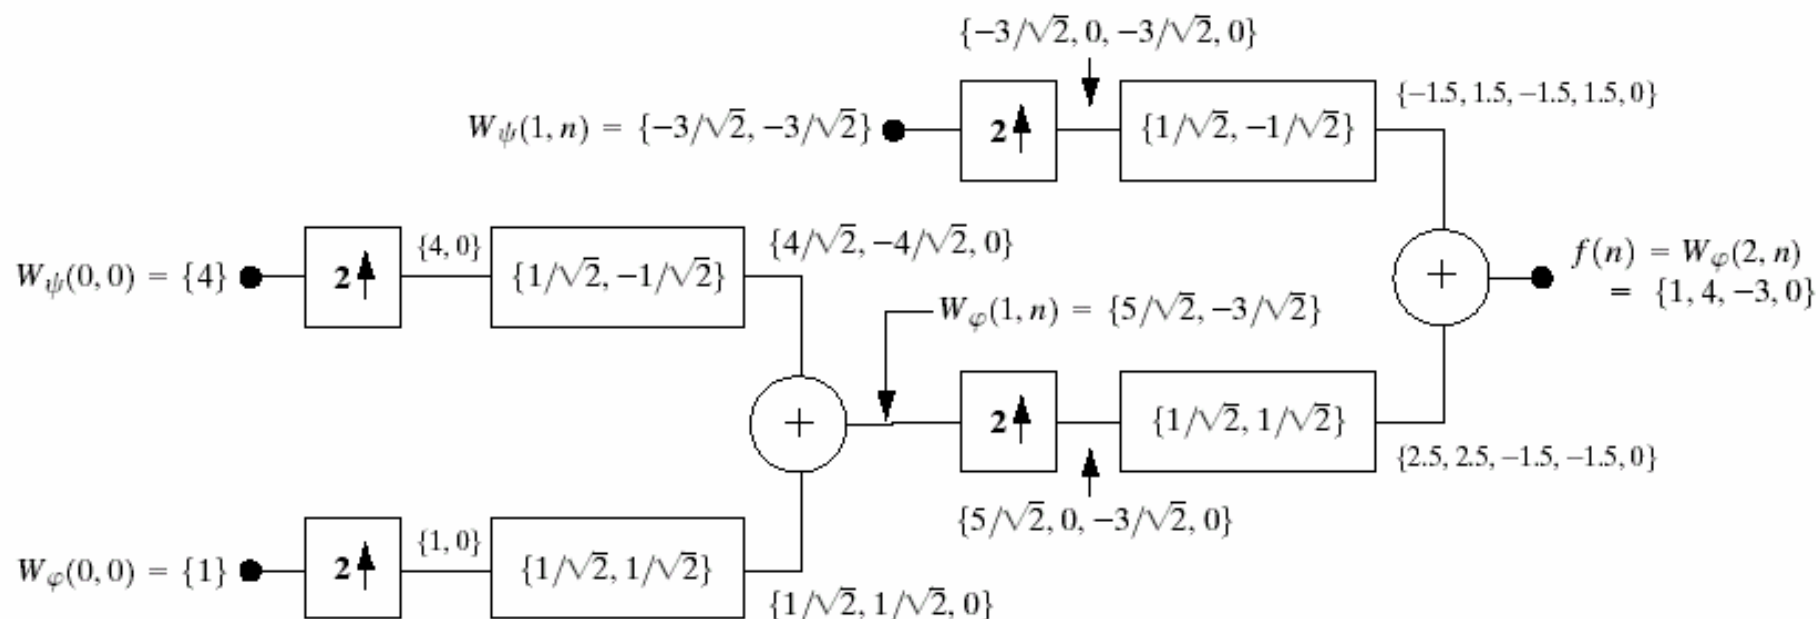 {−3/√2, 0, −3/√2, 0}
W_ψ(1, n) = {−3/√2, −3/√2}
2
{1/√2, −1/√2}
{−1.5, 1.5, −1.5, 1.5, 0}
W_ψ(0, 0) = {4}
2
{4, 0}
{1/√2, −1/√2}
{4/√2, −4/√2, 0}
+
f(n) = W_φ(2, n)
= {1, 4, −3, 0}
W_φ(1, n) = {5/√2, −3/√2}
+
2
{1/√2, 1/√2}
{2.5, 2.5, −1.5, −1.5, 0}
{5/√2, 0, −3/√2, 0}
W_φ(0, 0) = {1}
2
{1, 0}
{1/√2, 1/√2}
{1/√2, 1/√2, 0}